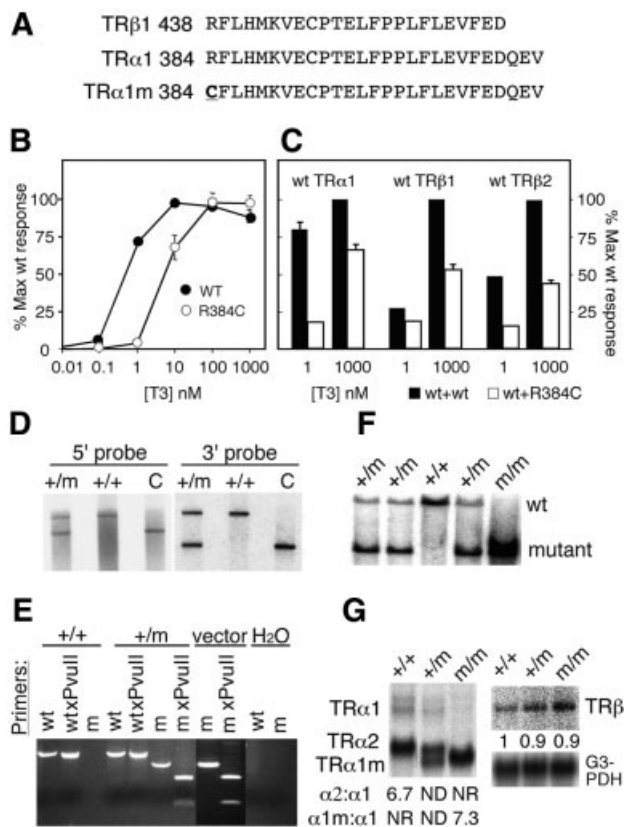 A
TRβ1 438 RFLHMKVECPTELFPPLFLEVFED
TRα1 384 RFLHMKVECPTELFPPLFLEVFEDQEV
TRα1m 384 CFLHMKVECPTELFPPLFLEVFEDQEV
B
% Max wt response
100
75
50
25
0
WT
R384C
0.01 0.1 1 10 100 1000
[T3] nM
C
wt TRα1 wt TRβ1 wt TRβ2
100
75
50
25
% Max wt response
1 1000 1 1000 1 1000
[T3] nM wt+wt wt+R384C
D
5' probe 3' probe
+/m +/+ C +/m +/+ C
F
+/m +/m +/+ +/m m/m
wt
mutant
E
+/+ +/m vector H2O
Primers: wt wtxPvuII m wt wtxPvuII m m xPvuII m m xPvuII wt m
G
+/+ +/m m/m +/+ +/m m/m
TRα1
TRα2
TRα1m
TRβ
1 0.9 0.9
G3-
PDH
α2:α1 6.7 ND NR
α1m:α1 NR ND 7.3